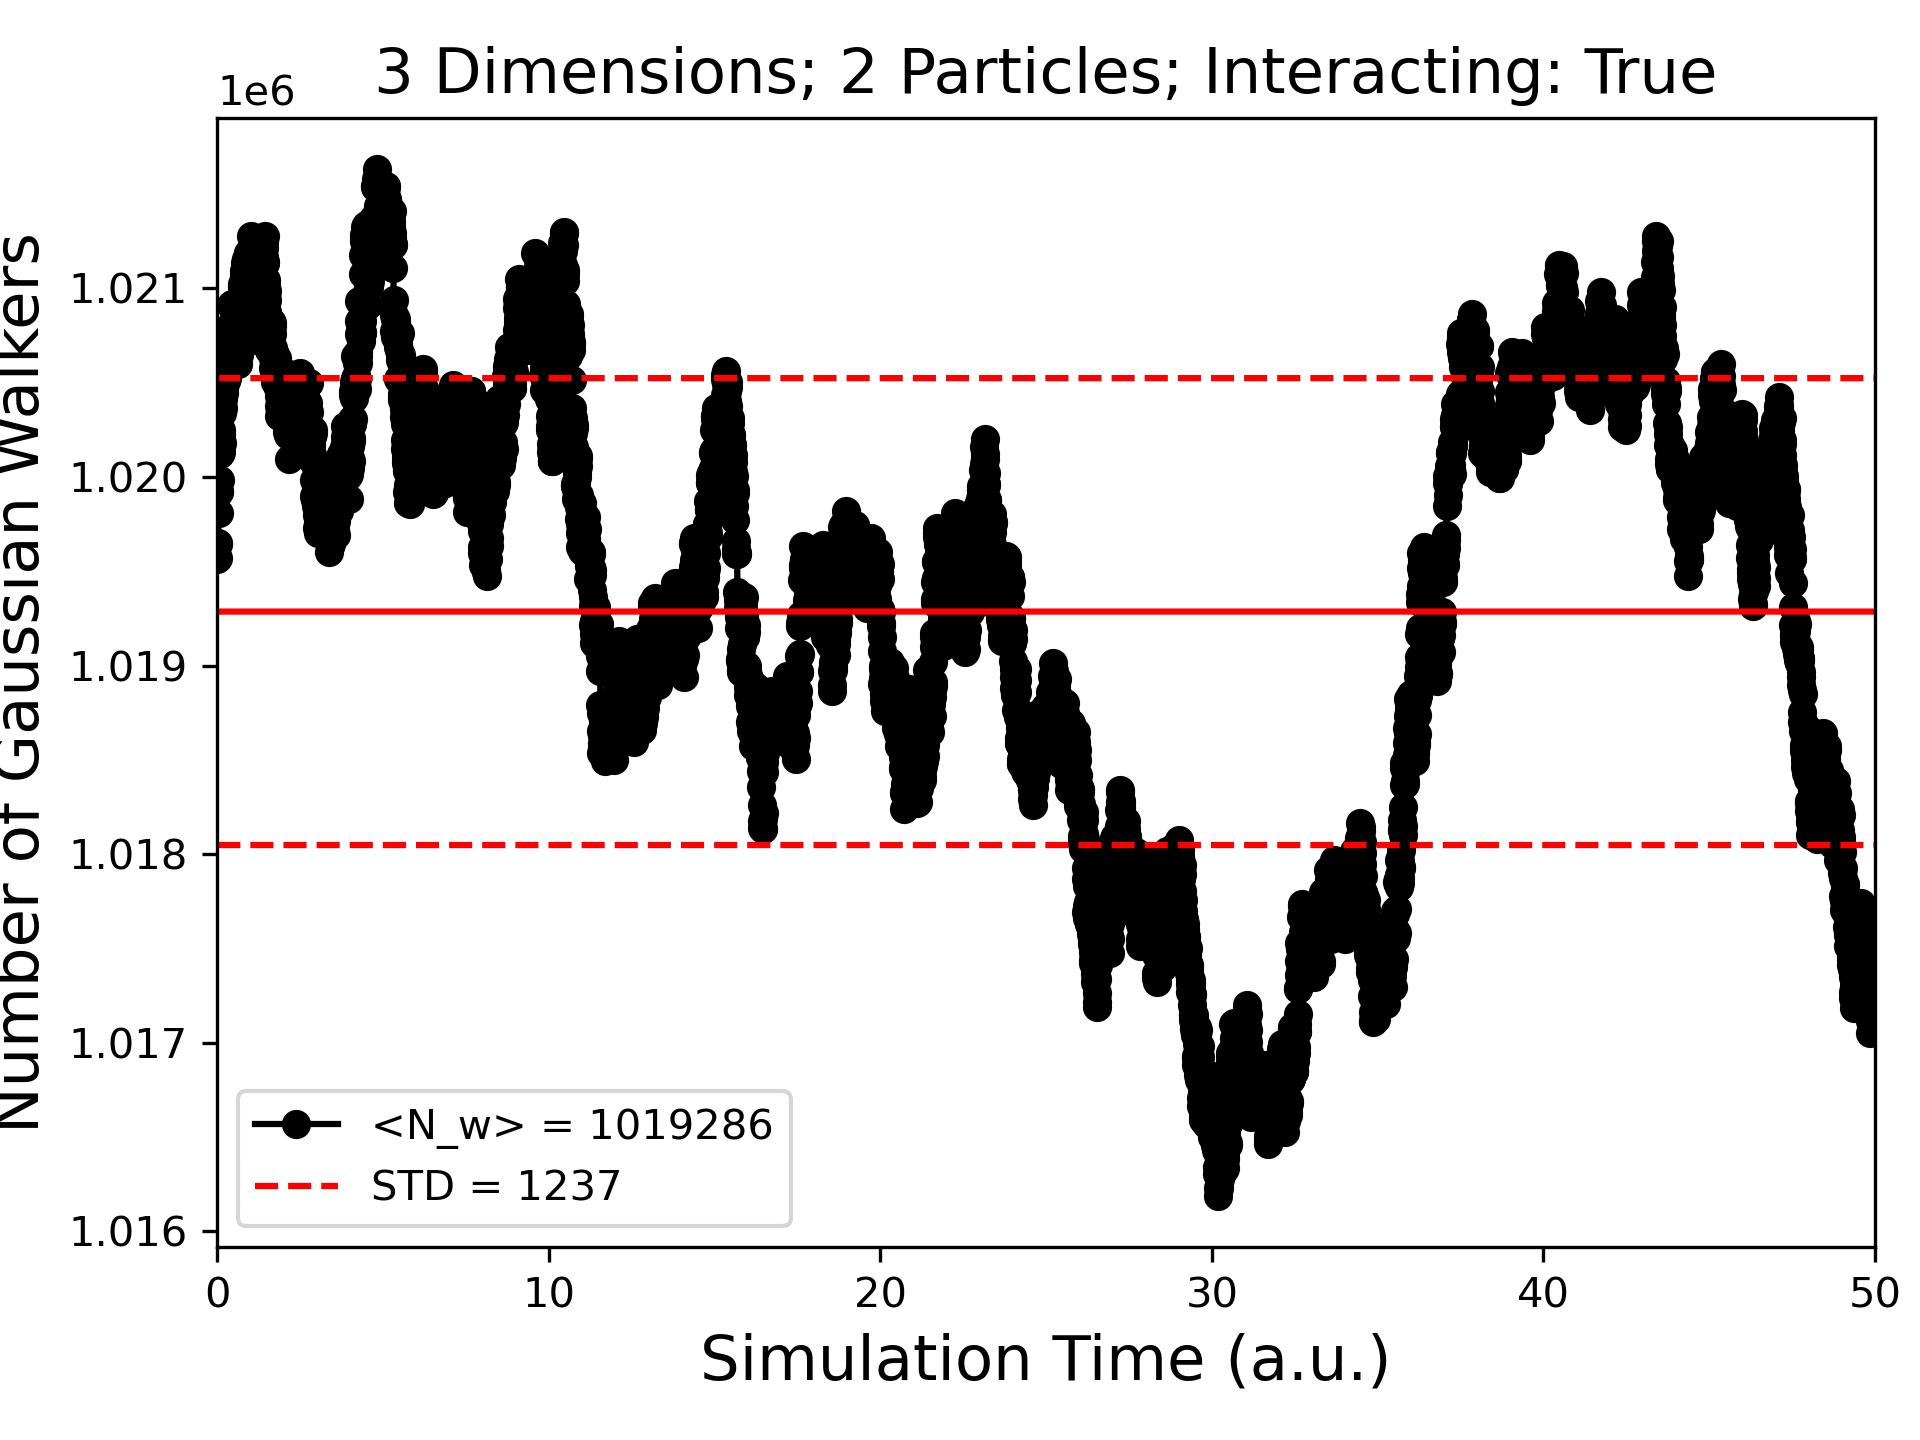 3 Dimensions; 2 Particles; Interacting: True
1e6
Number of Gaussian Walkers
1.021
1.020
1.019
1.018
1.017
1.016
<N_w> = 1019286
STD = 1237
0 10 20 30 40 50
Simulation Time (a.u.)